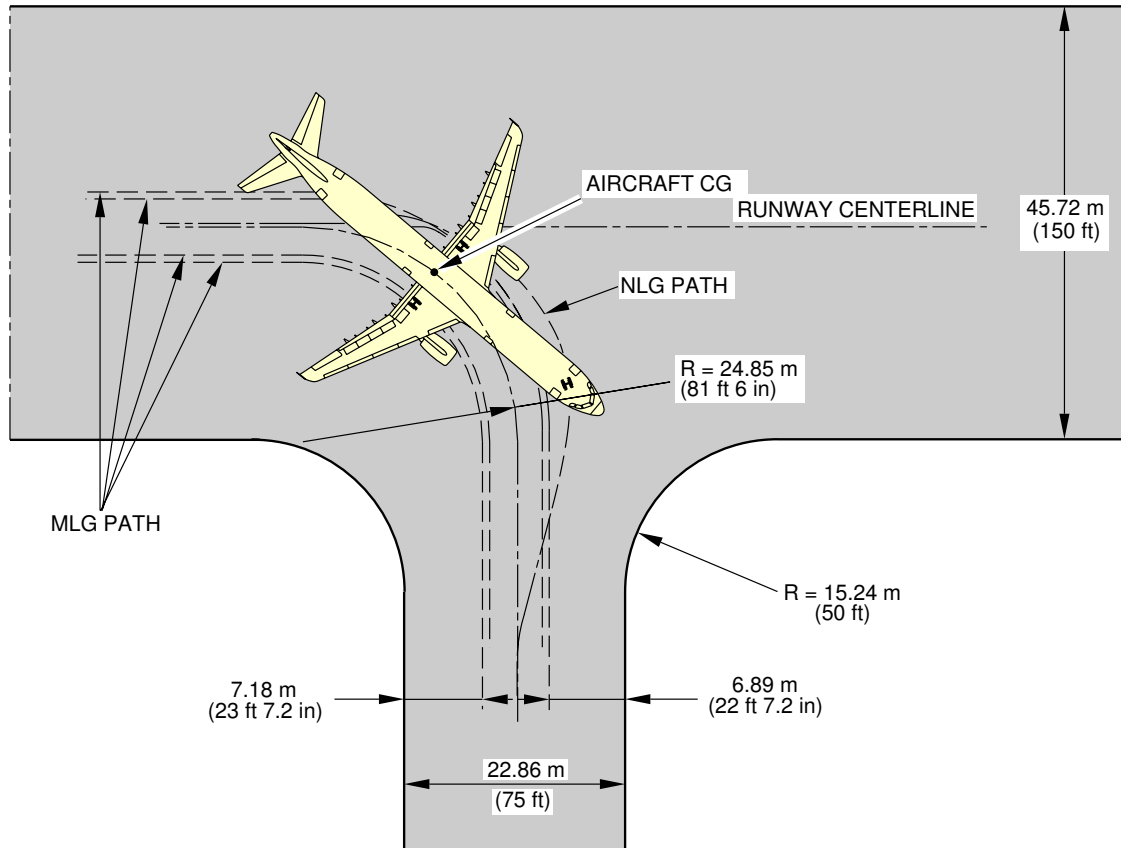 AIRCRAFT CG
RUNWAY CENTERLINE
45.72 m
(150 ft)
NLG PATH
R = 24.85 m
(81 ft 6 in)
MLG PATH
R = 15.24 m
(50 ft)
7.18 m
(23 ft 7.2 in)
6.89 m
(22 ft 7.2 in)
22.86 m
(75 ft)